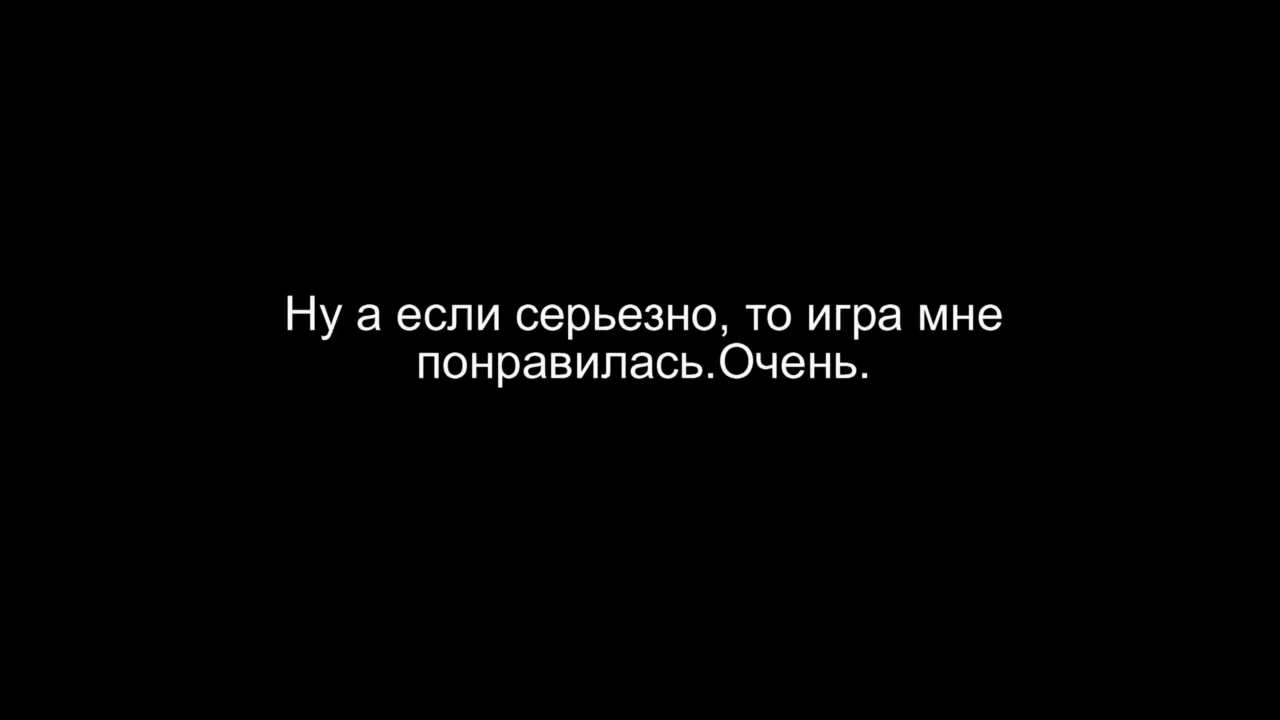 Ну а если серьезно, то игра мне
понравилась.Очень.